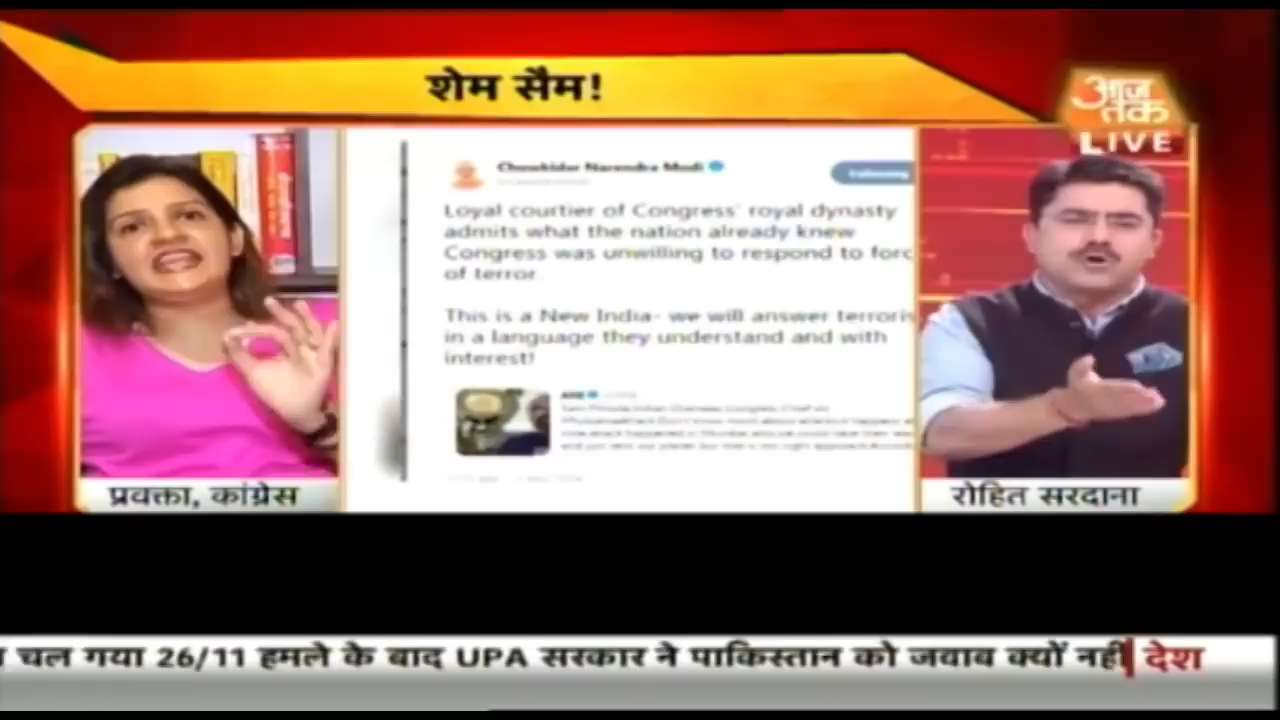 शेम सैम!
आज
तक
LIVE
Chowkidar Narendra Modi
Following
Loyal courtier of Congress' royal dynasty
admits what the nation already knew
Congress was unwilling to respond to forc
of terror
This is a New India- we will answer terroris
in a language they understand and with
interest!
ANI
प्रवक्ता, कांग्रेस
रोहित सरदाना
चल गया 26/11 हमले के बाद UPA सरकार ने पाकिस्तान को जवाब क्यों नहीं
देश